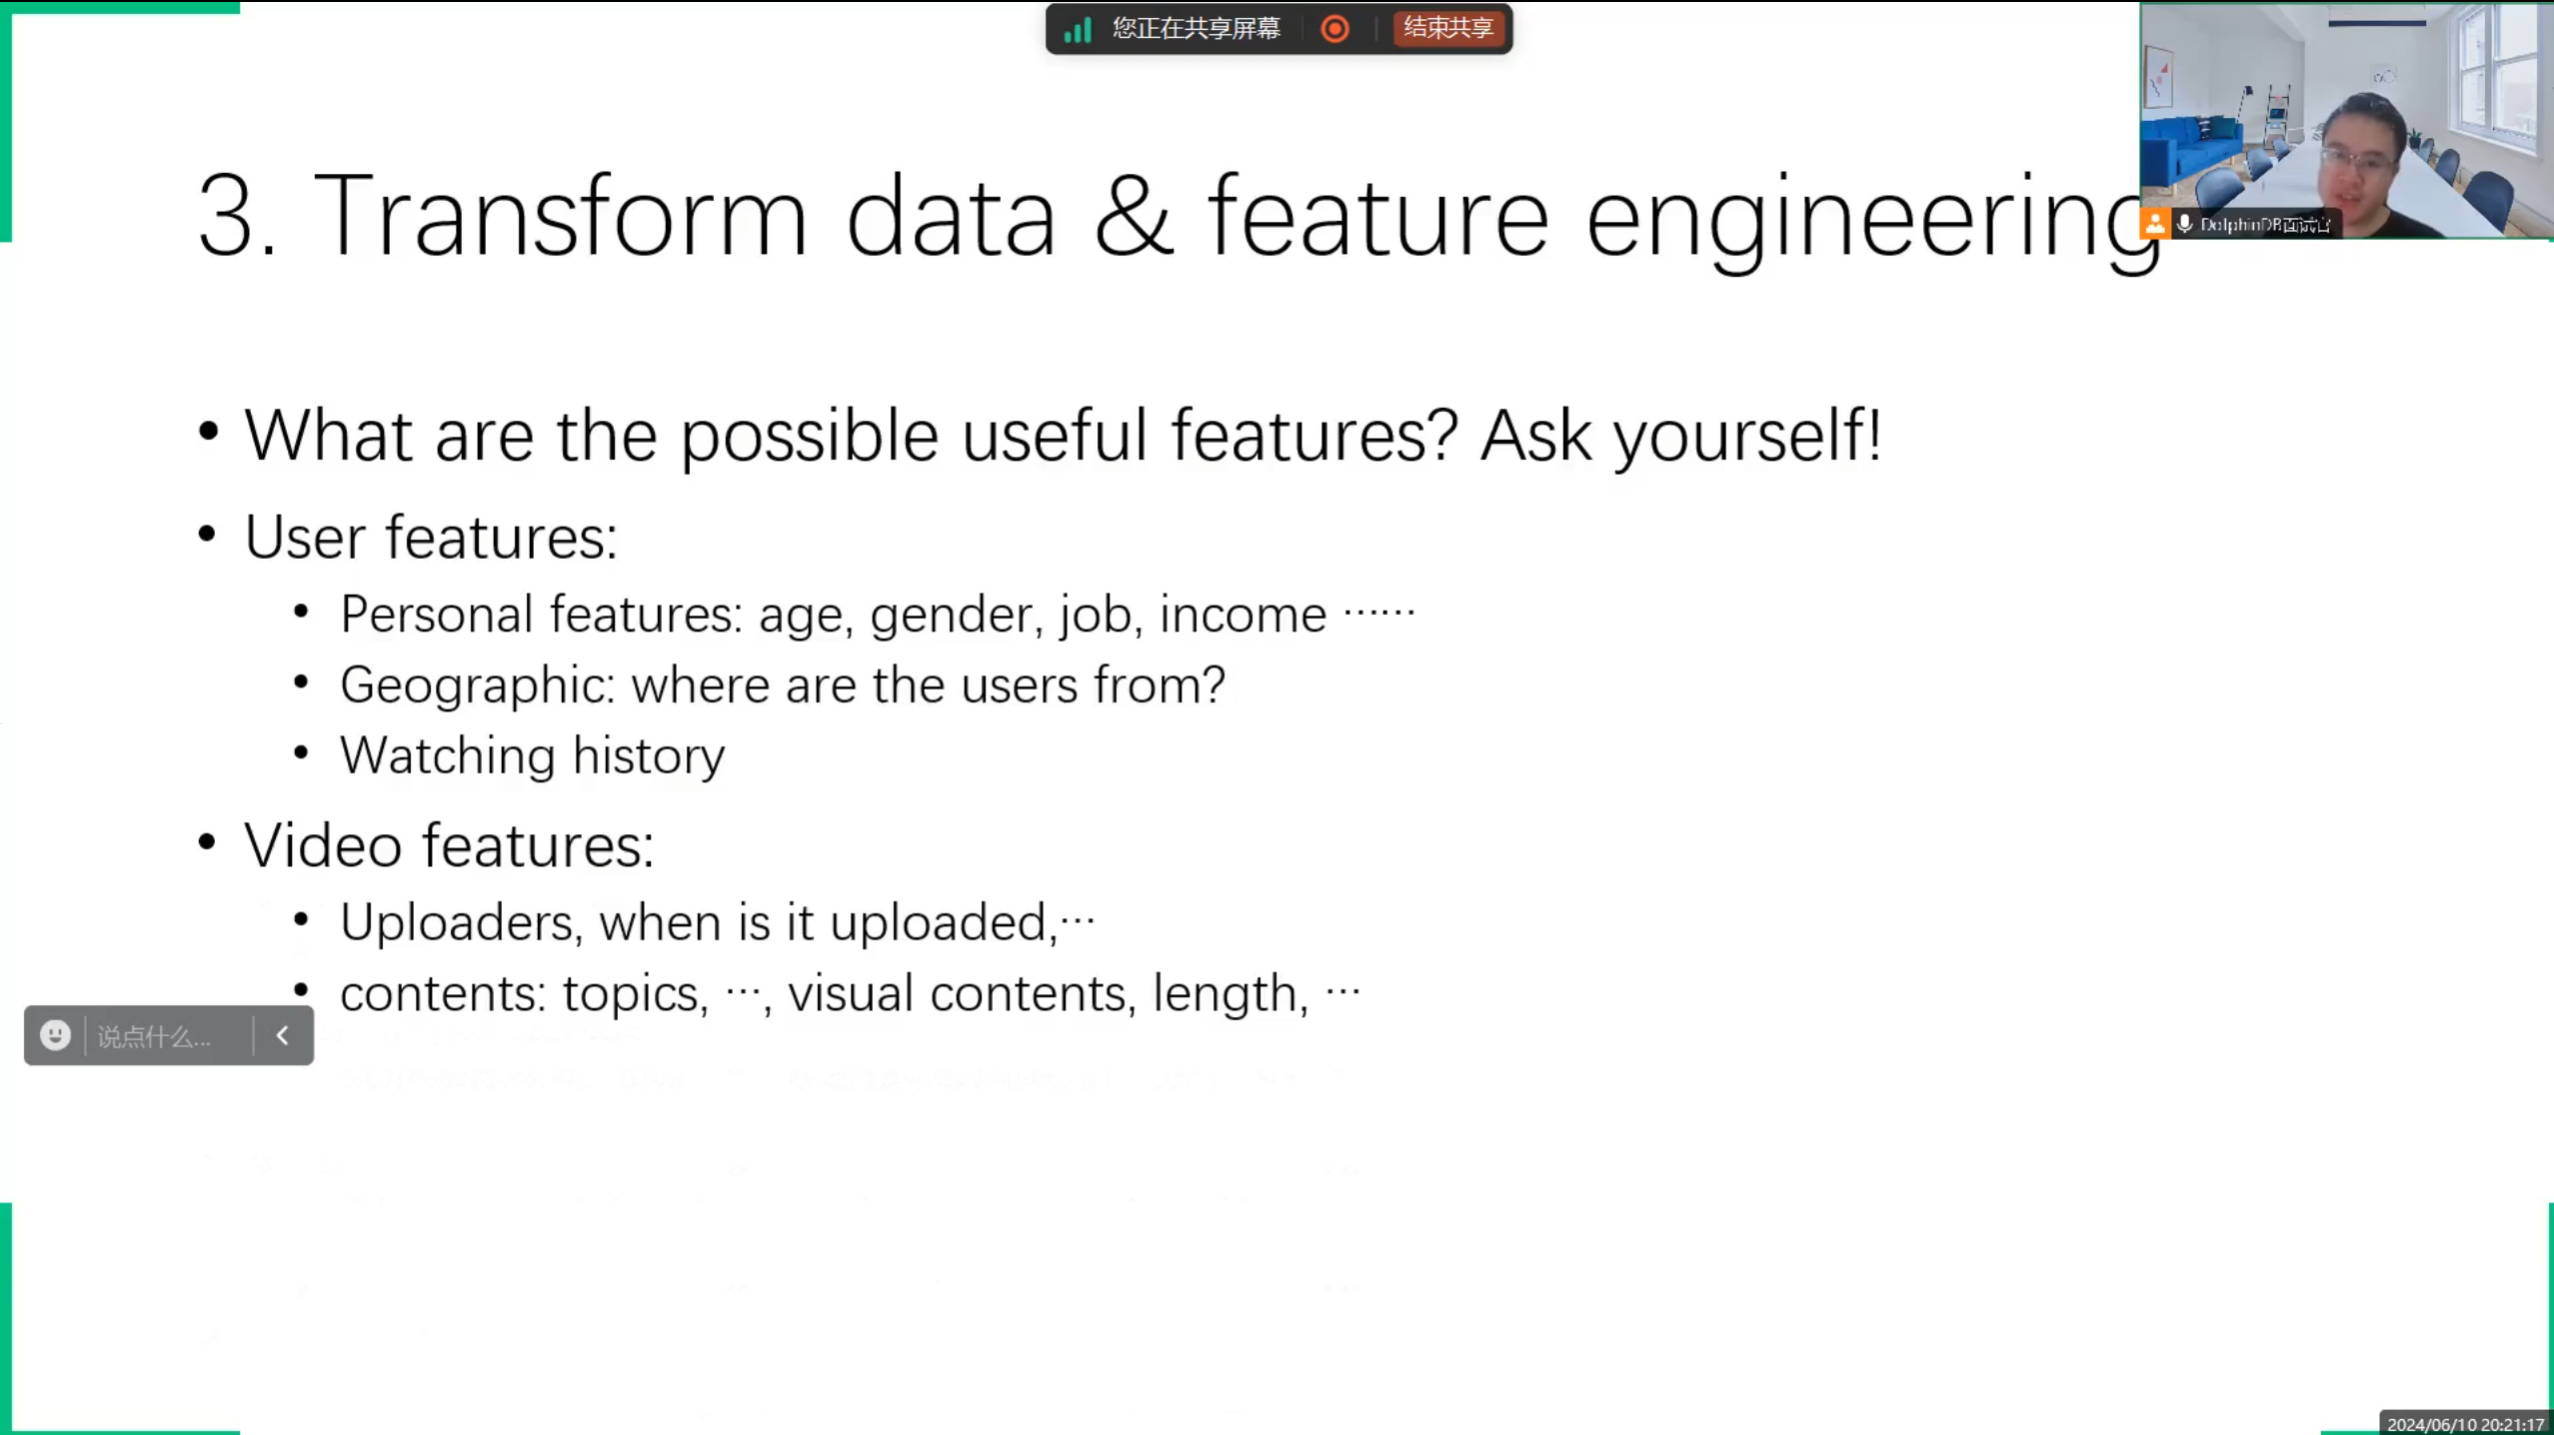 您正在共享屏幕
结束共享
3. Transform data & feature engineering
DolphinDB面试官
• What are the possible useful features? Ask yourself!
• User features:
• Personal features: age, gender, job, income ……
• Geographic: where are the users from?
• Watching history
• Video features:
• Uploaders, when is it uploaded,…
• contents: topics, …, visual contents, length, …
说点什么...
2024/06/10 20:21:17